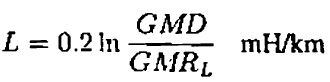 L = 0.2 ln GMD / GMR_L mH/km